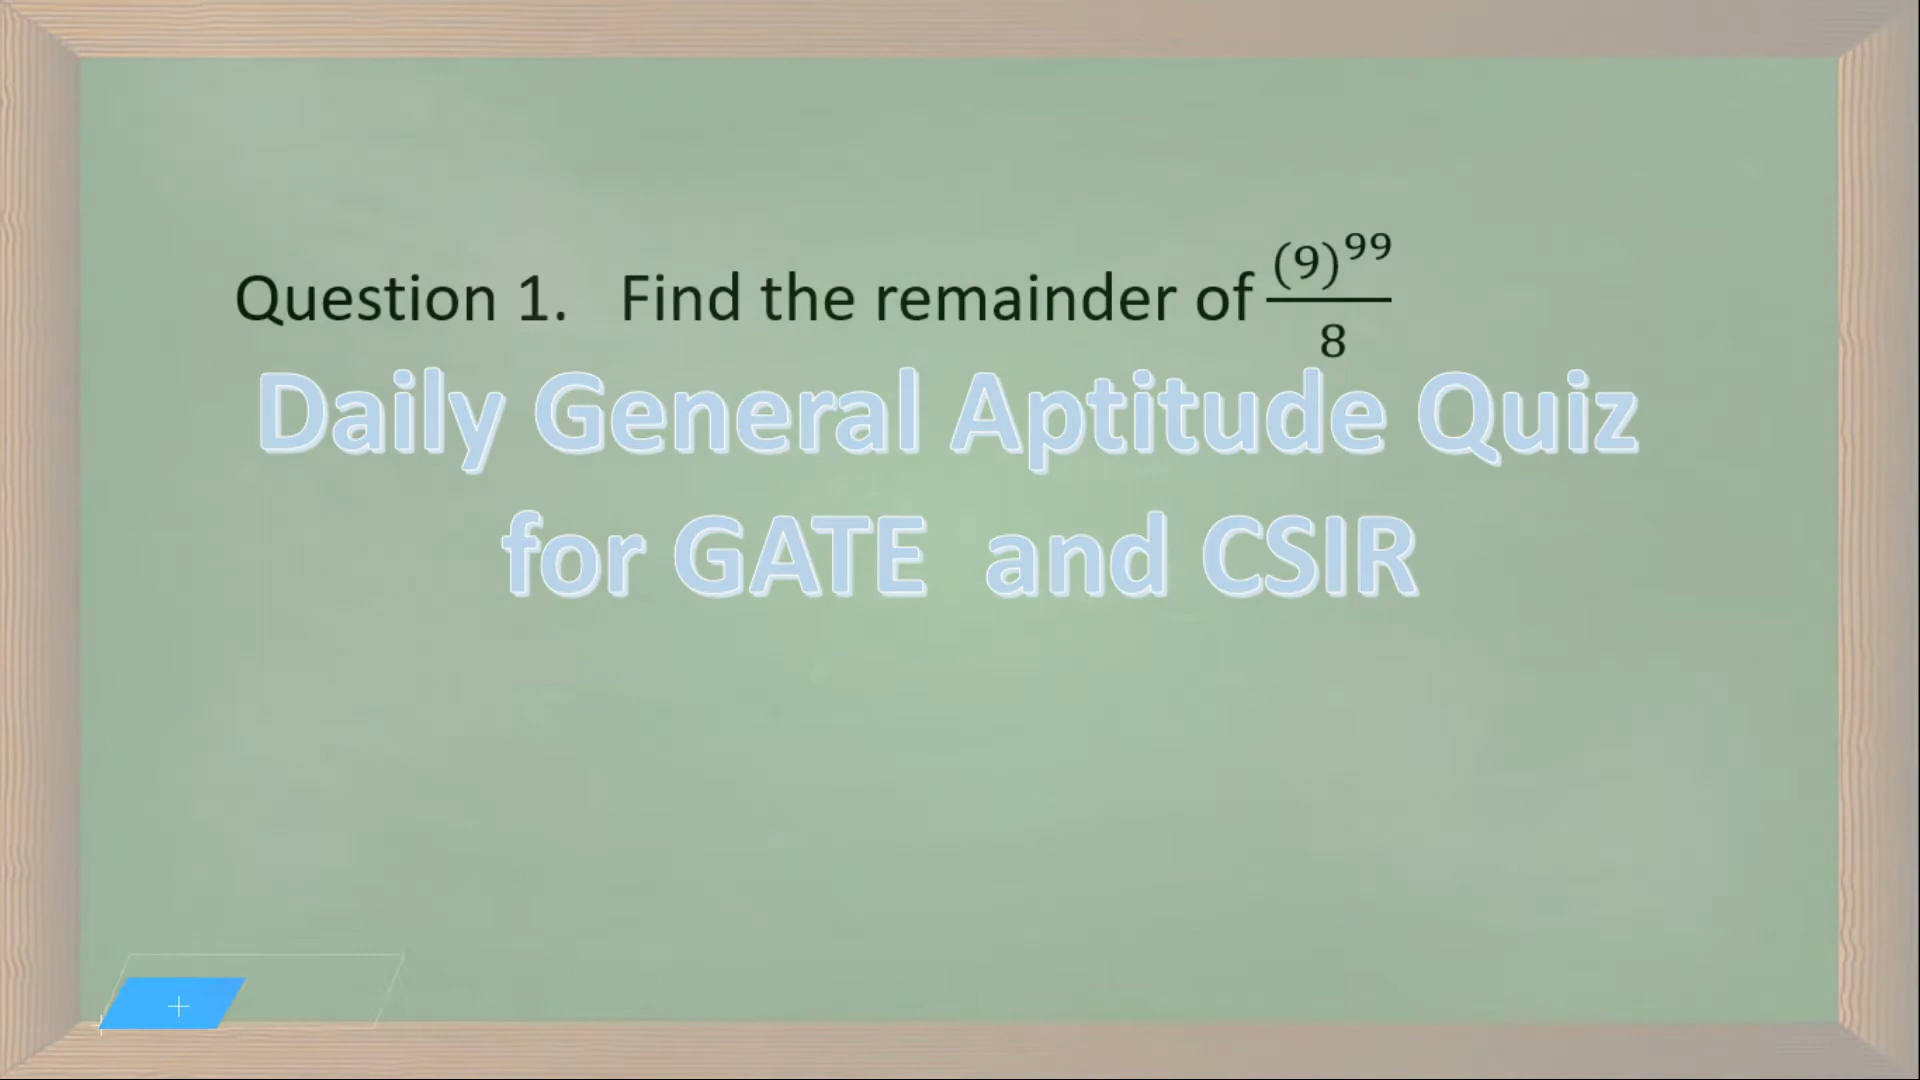 Question 1. Find the remainder of (9)^99 / 8
Daily General Aptitude Quiz
for GATE and CSIR